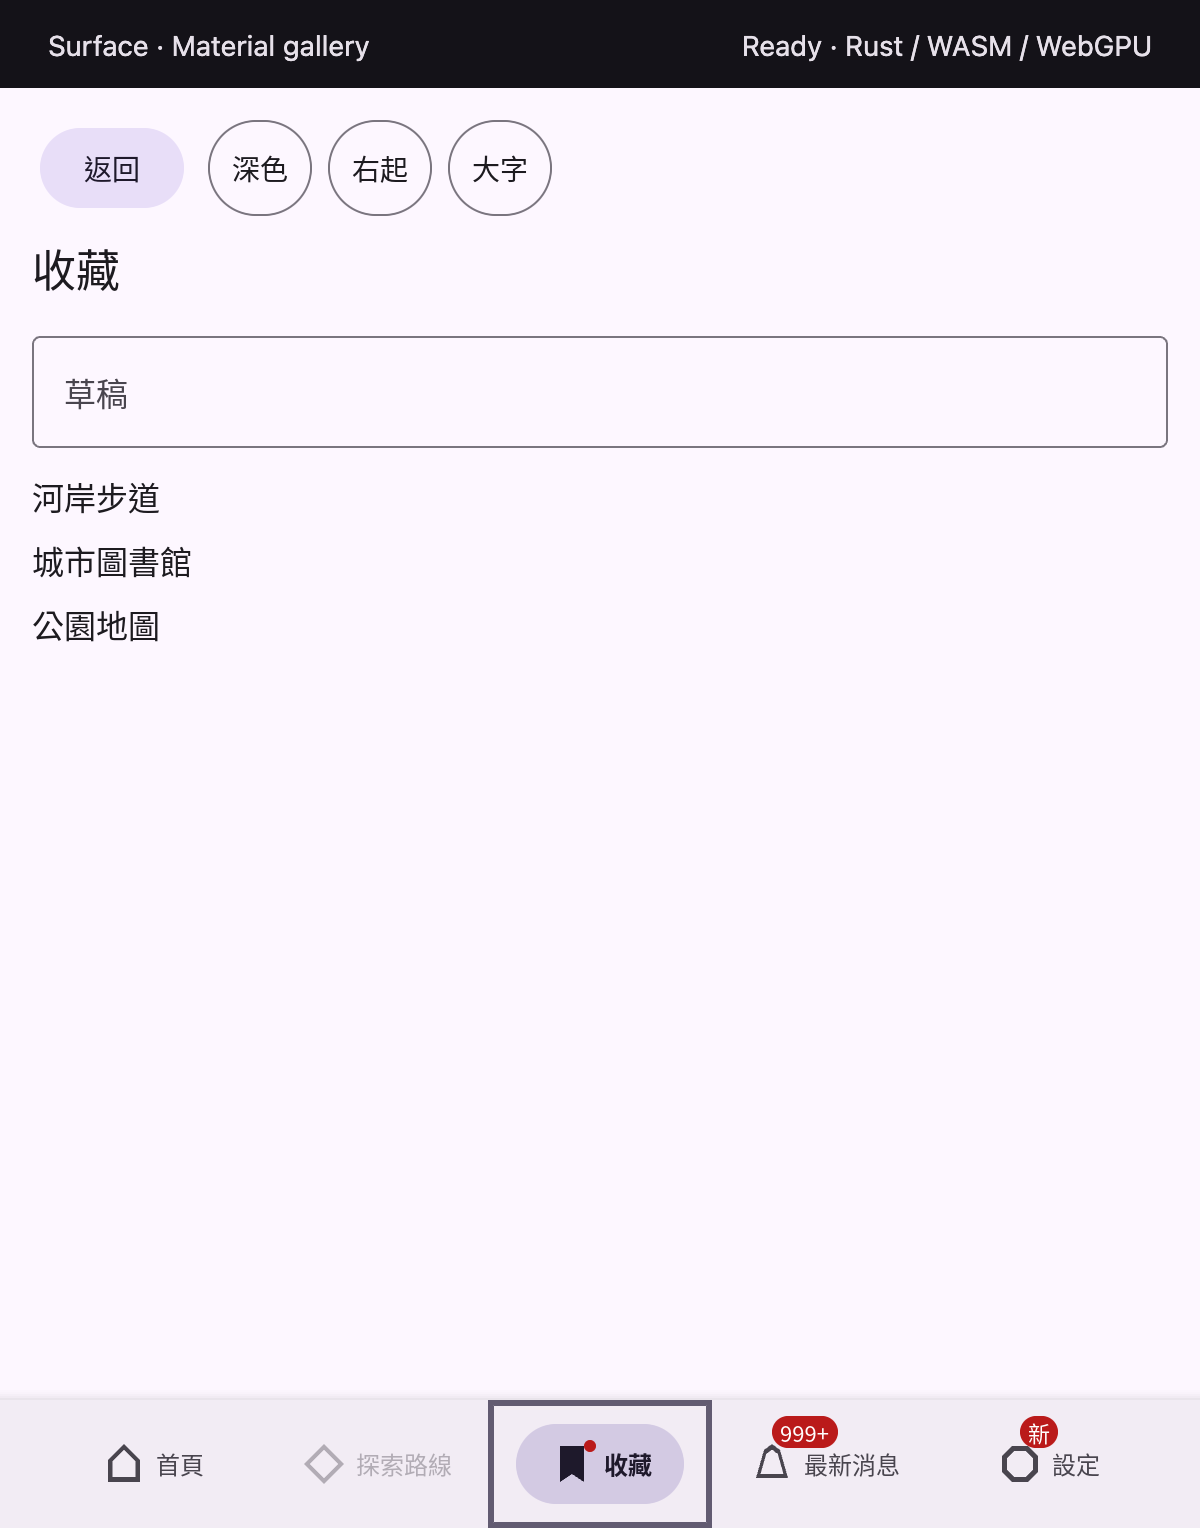 Surface · Material gallery
Ready · Rust / WASM / WebGPU
返回 深色 右起 大字
收藏
草稿
河岸步道
城市圖書館
公園地圖
首頁 探索路線 收藏 999+ 最新消息 新 設定